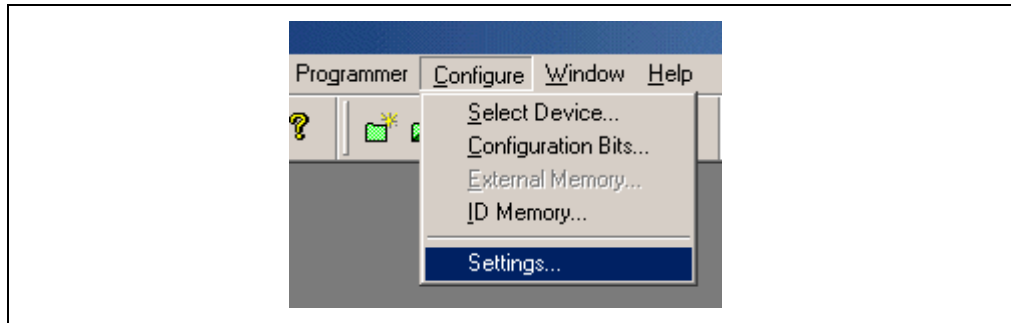 Programmer Configure Window Help
Select Device...
Configuration Bits...
External Memory...
ID Memory...
Settings...